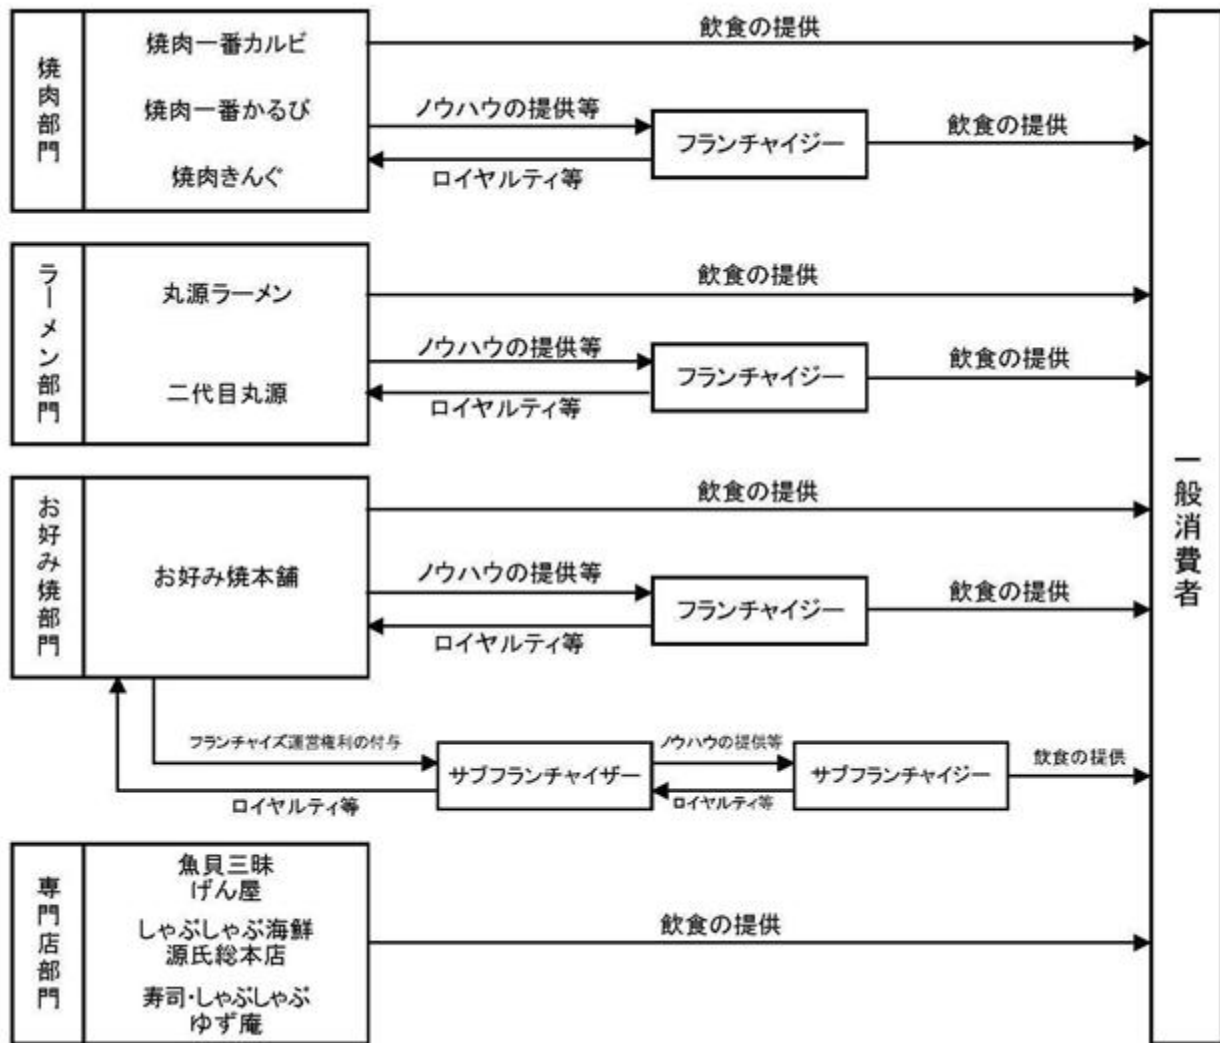 焼肉部門
焼肉一番カルビ
焼肉一番かるび
焼肉きんぐ
飲食の提供
ノウハウの提供等
ロイヤルティ等
フランチャイジー
飲食の提供
ラーメン部門
丸源ラーメン
二代目丸源
飲食の提供
ノウハウの提供等
ロイヤルティ等
フランチャイジー
飲食の提供
お好み焼部門
お好み焼本舗
飲食の提供
ノウハウの提供等
ロイヤルティ等
フランチャイジー
飲食の提供
フランチャイズ運営権利の付与
ロイヤルティ等
サブフランチャイザー
ノウハウの提供等
ロイヤルティ等
サブフランチャイジー
飲食の提供
専門店部門
魚貝三昧
げん屋
しゃぶしゃぶ海鮮
源氏総本店
寿司・しゃぶしゃぶ
ゆず庵
飲食の提供
一般消費者